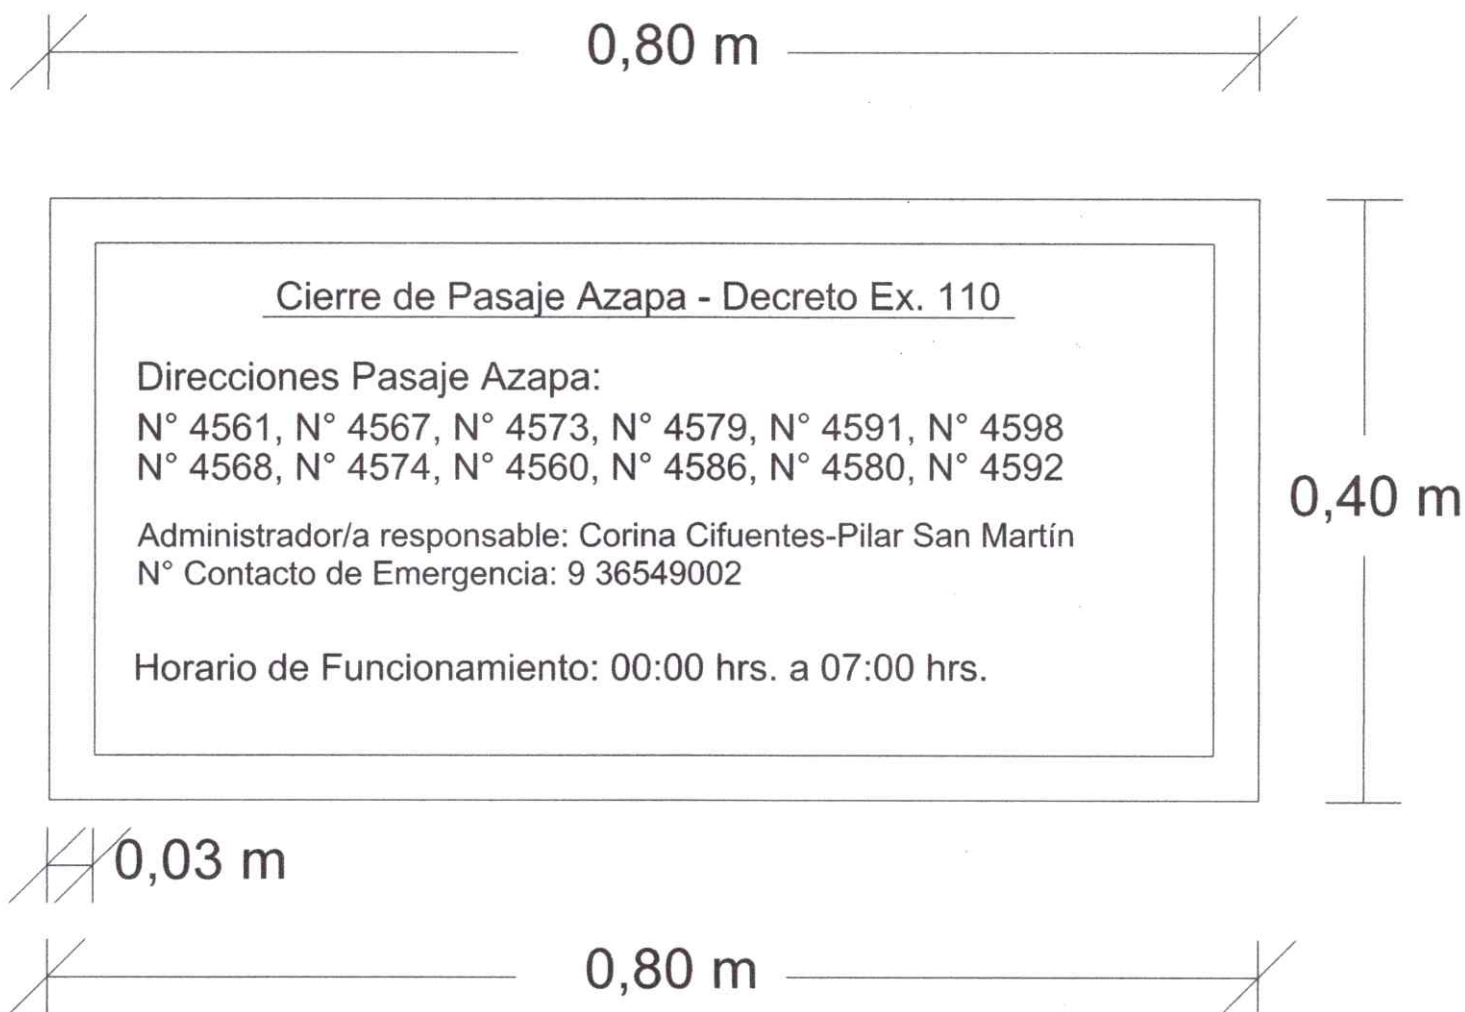 0,80 m
Cierre de Pasaje Azapa - Decreto Ex. 110
Direcciones Pasaje Azapa:
N° 4561, N° 4567, N° 4573, N° 4579, N° 4591, N° 4598
N° 4568, N° 4574, N° 4560, N° 4586, N° 4580, N° 4592
0,40 m
Administrador/a responsable: Corina Cifuentes-Pilar San Martín
N° Contacto de Emergencia: 9 36549002
Horario de Funcionamiento: 00:00 hrs. a 07:00 hrs.
0,03 m
0,80 m